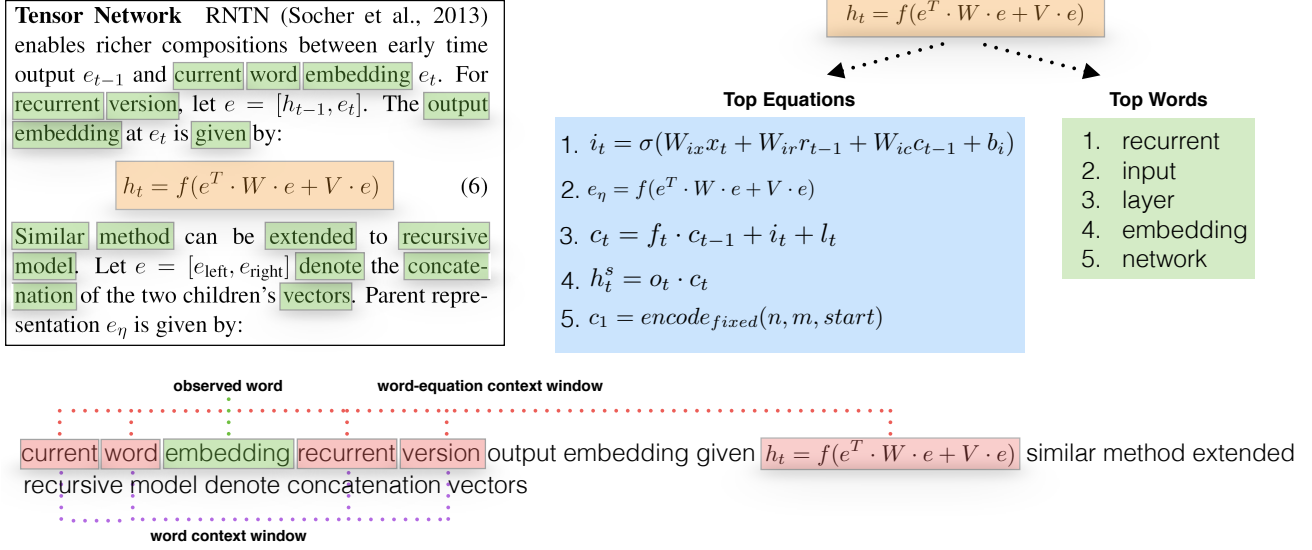 Tensor Network RNTN (Socher et al., 2013)
enables richer compositions between early time
output e_{t−1} and current word embedding e_t. For
recurrent version, let e = [h_{t−1}, e_t]. The output
embedding at e_t is given by:
h_t = f(e^T · W · e + V · e) (6)
Similar method can be extended to recursive
model. Let e = [e_{left}, e_{right}] denote the concate-
nation of the two children's vectors. Parent repre-
sentation e_η is given by:
h_t = f(e^T · W · e + V · e)
Top Equations
1. i_t = σ(W_{ix}x_t + W_{ir}r_{t−1} + W_{ic}c_{t−1} + b_i)
2. e_η = f(e^T · W · e + V · e)
3. c_t = f_t · c_{t−1} + i_t + l_t
4. h_t^s = o_t · c_t
5. c_1 = encode_{fixed}(n, m, start)
Top Words
1. recurrent
2. input
3. layer
4. embedding
5. network
observed word
word-equation context window
current word embedding recurrent version output embedding given h_t = f(e^T · W · e + V · e) similar method extended
recursive model denote concatenation vectors
word context window